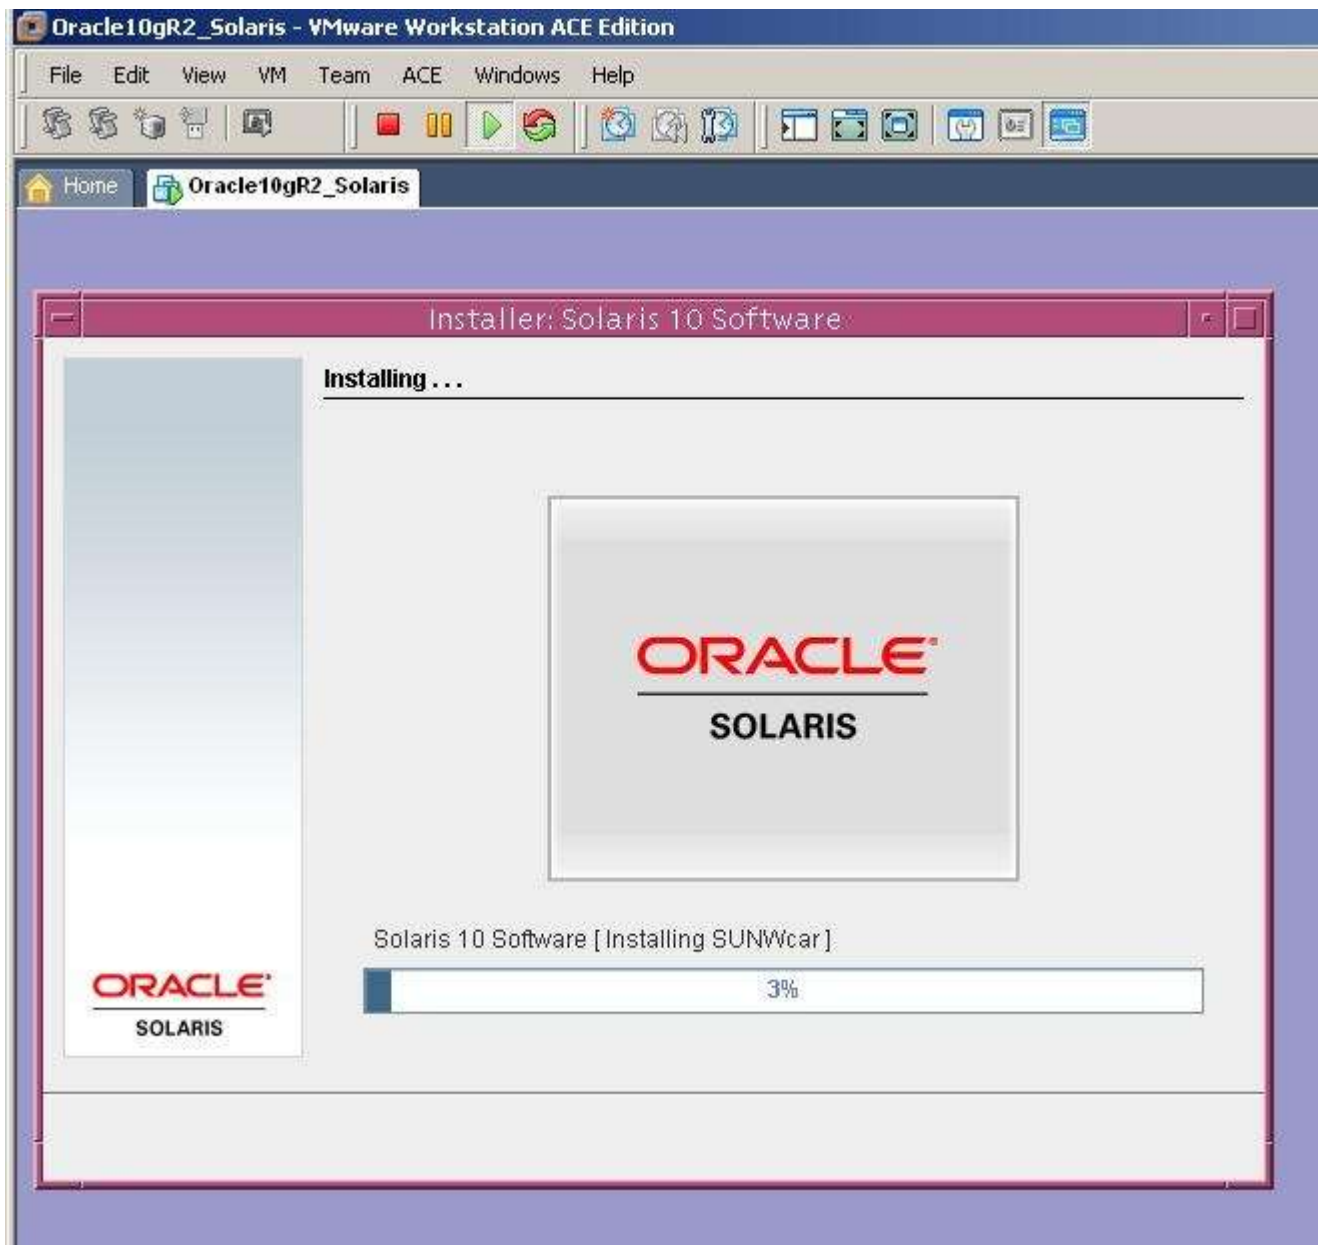 Oracle10gR2_Solaris - VMware Workstation ACE Edition
File Edit View VM Team ACE Windows Help
Home Oracle10gR2_Solaris
Installer: Solaris 10 Software
Installing . . .
ORACLE
SOLARIS
Solaris 10 Software [ Installing SUNWcar ]
3%
ORACLE
SOLARIS